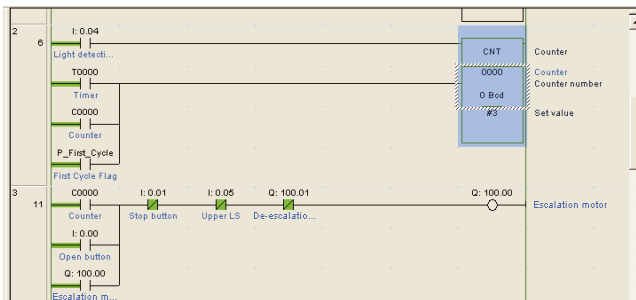 2
6
I: 0.04
Light detecti...
CNT
Counter
T0000
Timer
0000
Counter
Counter number
0 Bcd
C0000
Counter
#3
Set value
P_First_Cycle
First Cycle Flag
3
11
C0000
I: 0.01
I: 0.05
Q: 100.01
Q: 100.00
Counter
Stop button
Upper LS
De-escalatio...
Escalation motor
I: 0.00
Open button
Q: 100.00
Escalation m...